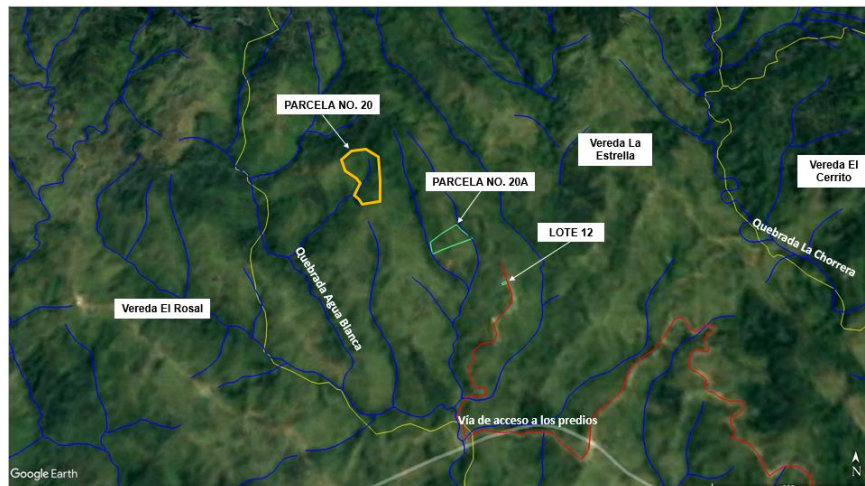 PARCELA NO. 20
Vereda La
Estrella
Vereda El
Cerrito
PARCELA NO. 20A
LOTE 12
Quebrada La Chorrera
Quebrada Agua Blanca
Vereda El Rosal
Vía de acceso a los predios
Google Earth
N